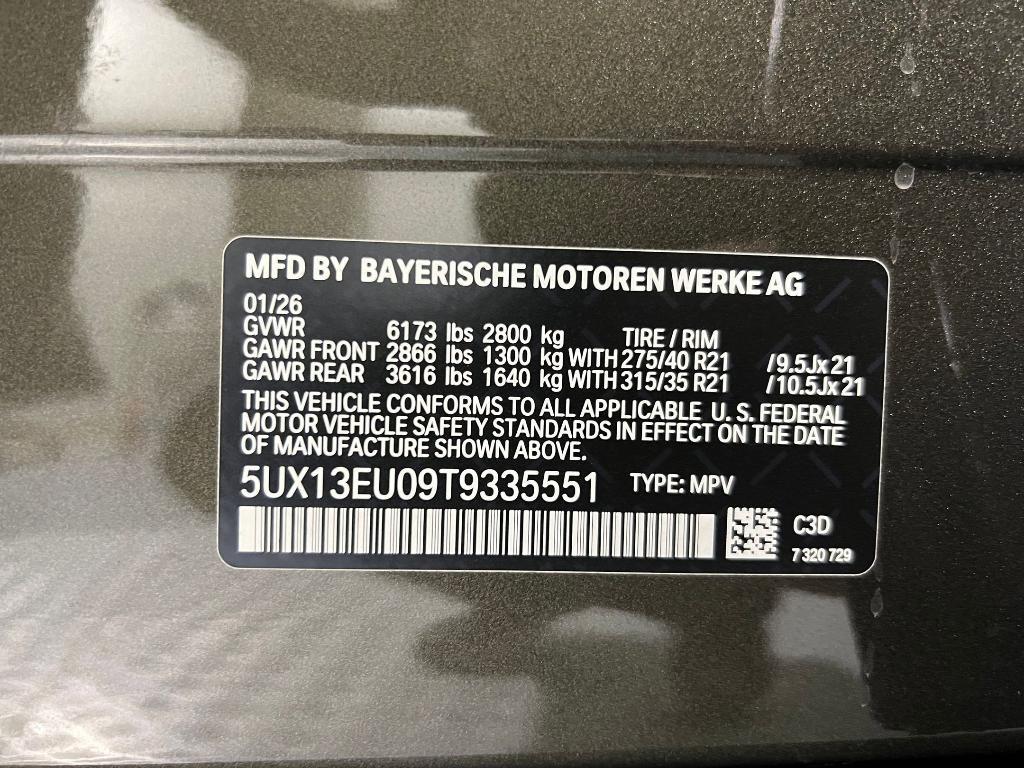 MFD BY BAYERISCHE MOTOREN WERKE AG
01/26
GVWR 6173 lbs 2800 kg TIRE / RIM
GAWR FRONT 2866 lbs 1300 kg WITH 275/40 R21 /9.5Jx21
GAWR REAR 3616 lbs 1640 kg WITH 315/35 R21 /10.5Jx21
THIS VEHICLE CONFORMS TO ALL APPLICABLE U. S. FEDERAL
MOTOR VEHICLE SAFETY STANDARDS IN EFFECT ON THE DATE
OF MANUFACTURE SHOWN ABOVE.
5UX13EU09T9335551 TYPE: MPV
C3D
7 320 729